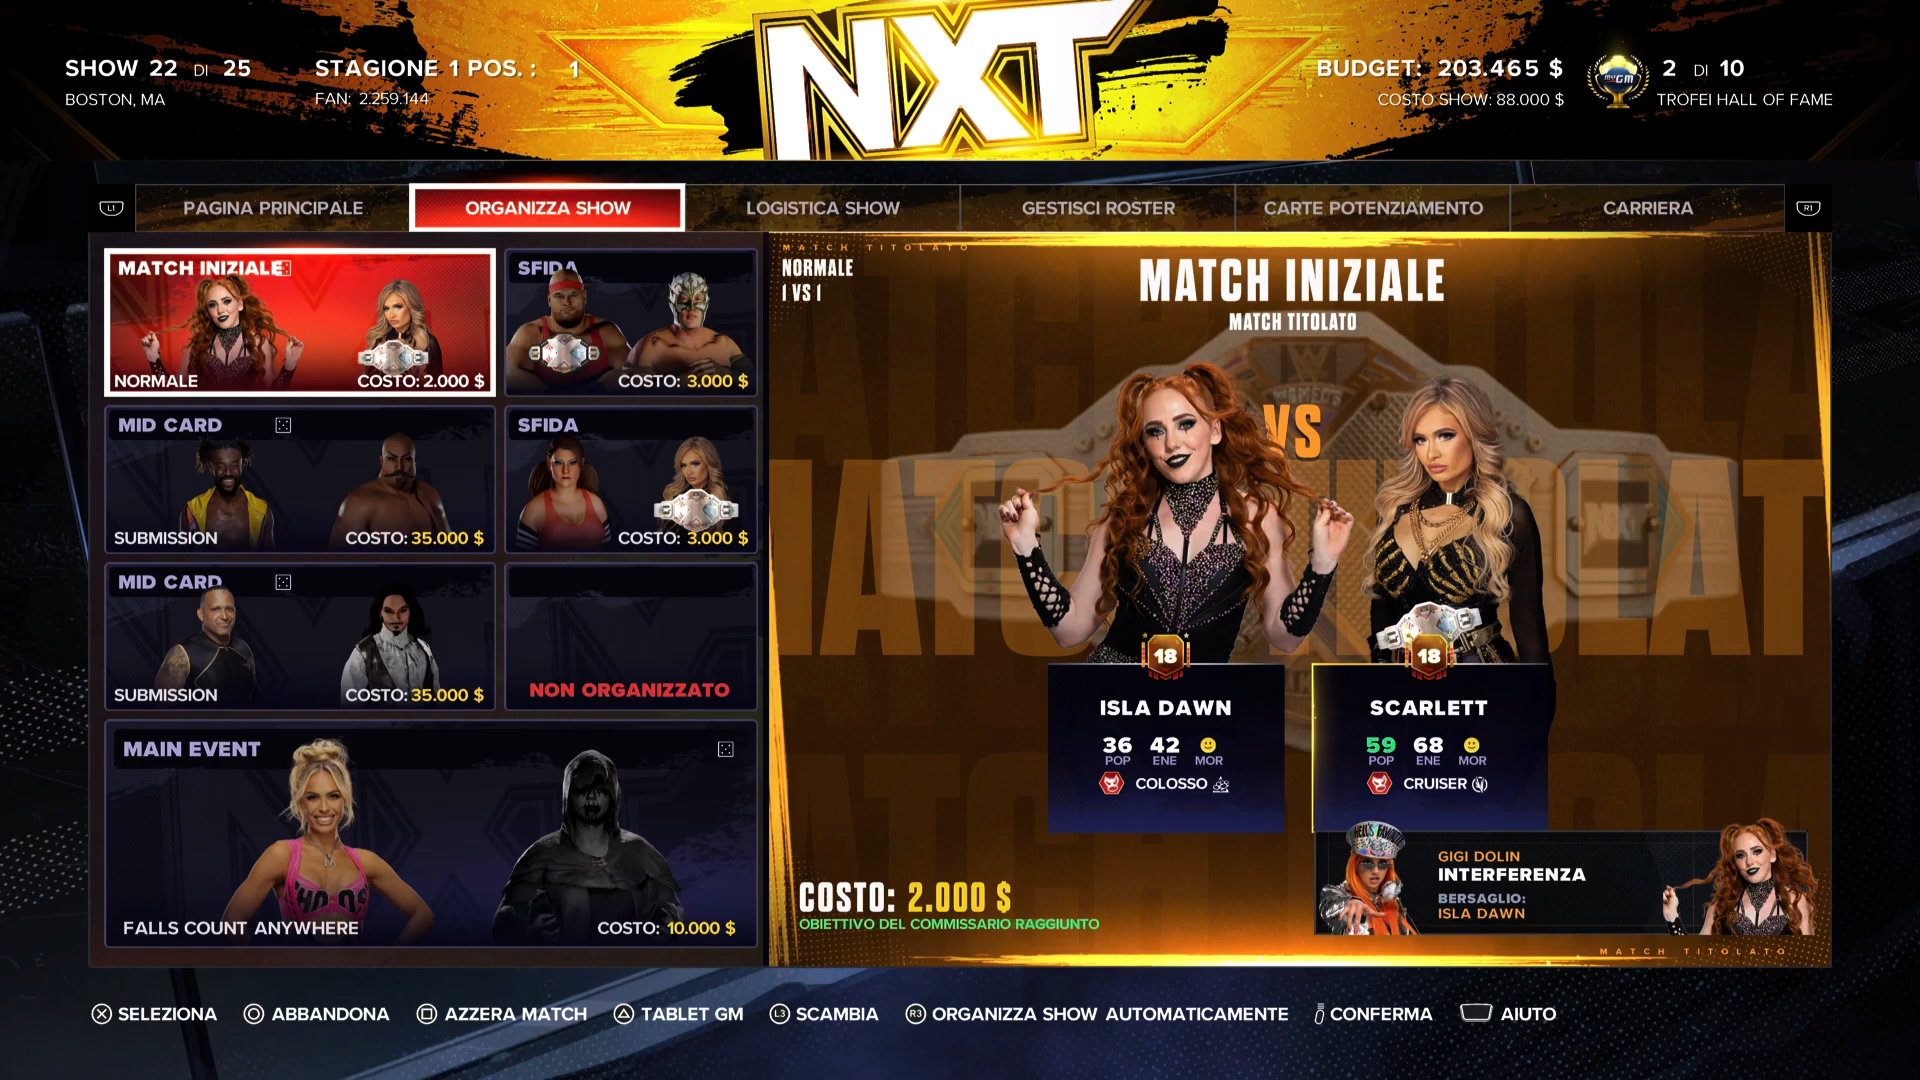 SHOW 22 DI 25
BOSTON, MA
STAGIONE 1 POS. : 1
FAN: 2.259.144
NXT
BUDGET: 203.465 $
COSTO SHOW: 88.000 $
MyGM
2 DI 10
TROFEI HALL OF FAME
L1
PAGINA PRINCIPALE
ORGANIZZA SHOW
LOGISTICA SHOW
GESTISCI ROSTER
CARTE POTENZIAMENTO
CARRIERA
R1
MATCH INIZIALE
NORMALE
COSTO: 2.000 $
SFIDA
COSTO: 3.000 $
MID CARD
SUBMISSION
COSTO: 35.000 $
SFIDA
COSTO: 3.000 $
MID CARD
SUBMISSION
COSTO: 35.000 $
NON ORGANIZZATO
MAIN EVENT
FALLS COUNT ANYWHERE
COSTO: 10.000 $
MATCH TITOLATO
NORMALE
1 VS 1
MATCH INIZIALE
MATCH TITOLATO
VS
18
ISLA DAWN
36 42
POP ENE MOR
COLOSSO
18
SCARLETT
59 68
POP ENE MOR
CRUISER
GIGI DOLIN
INTERFERENZA
BERSAGLIO:
ISLA DAWN
COSTO: 2.000 $
OBIETTIVO DEL COMMISSARIO RAGGIUNTO
MATCH TITOLATO
SELEZIONA
ABBANDONA
AZZERA MATCH
TABLET GM
L3 SCAMBIA
R3 ORGANIZZA SHOW AUTOMATICAMENTE
CONFERMA
AIUTO